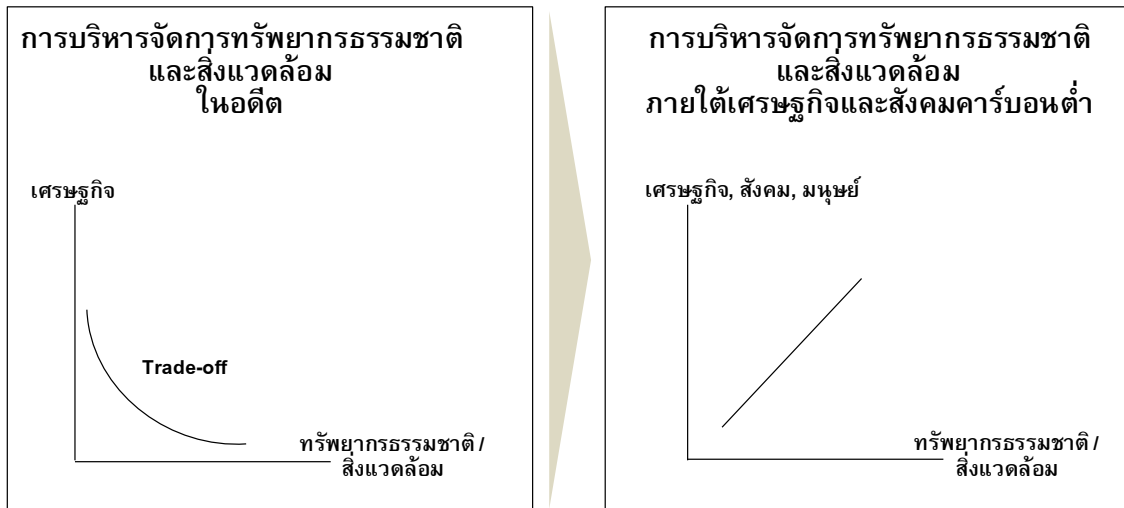 การบริหารจัดการทรัพยากรธรรมชาติ
และสิ่งแวดล้อม
ในอดีต
เศรษฐกิจ
Trade-off
ทรัพยากรธรรมชาติ /
สิ่งแวดล้อม
การบริหารจัดการทรัพยากรธรรมชาติ
และสิ่งแวดล้อม
ภายใต้เศรษฐกิจและสังคมคาร์บอนต่ำ
เศรษฐกิจ, สังคม, มนุษย์
ทรัพยากรธรรมชาติ /
สิ่งแวดล้อม